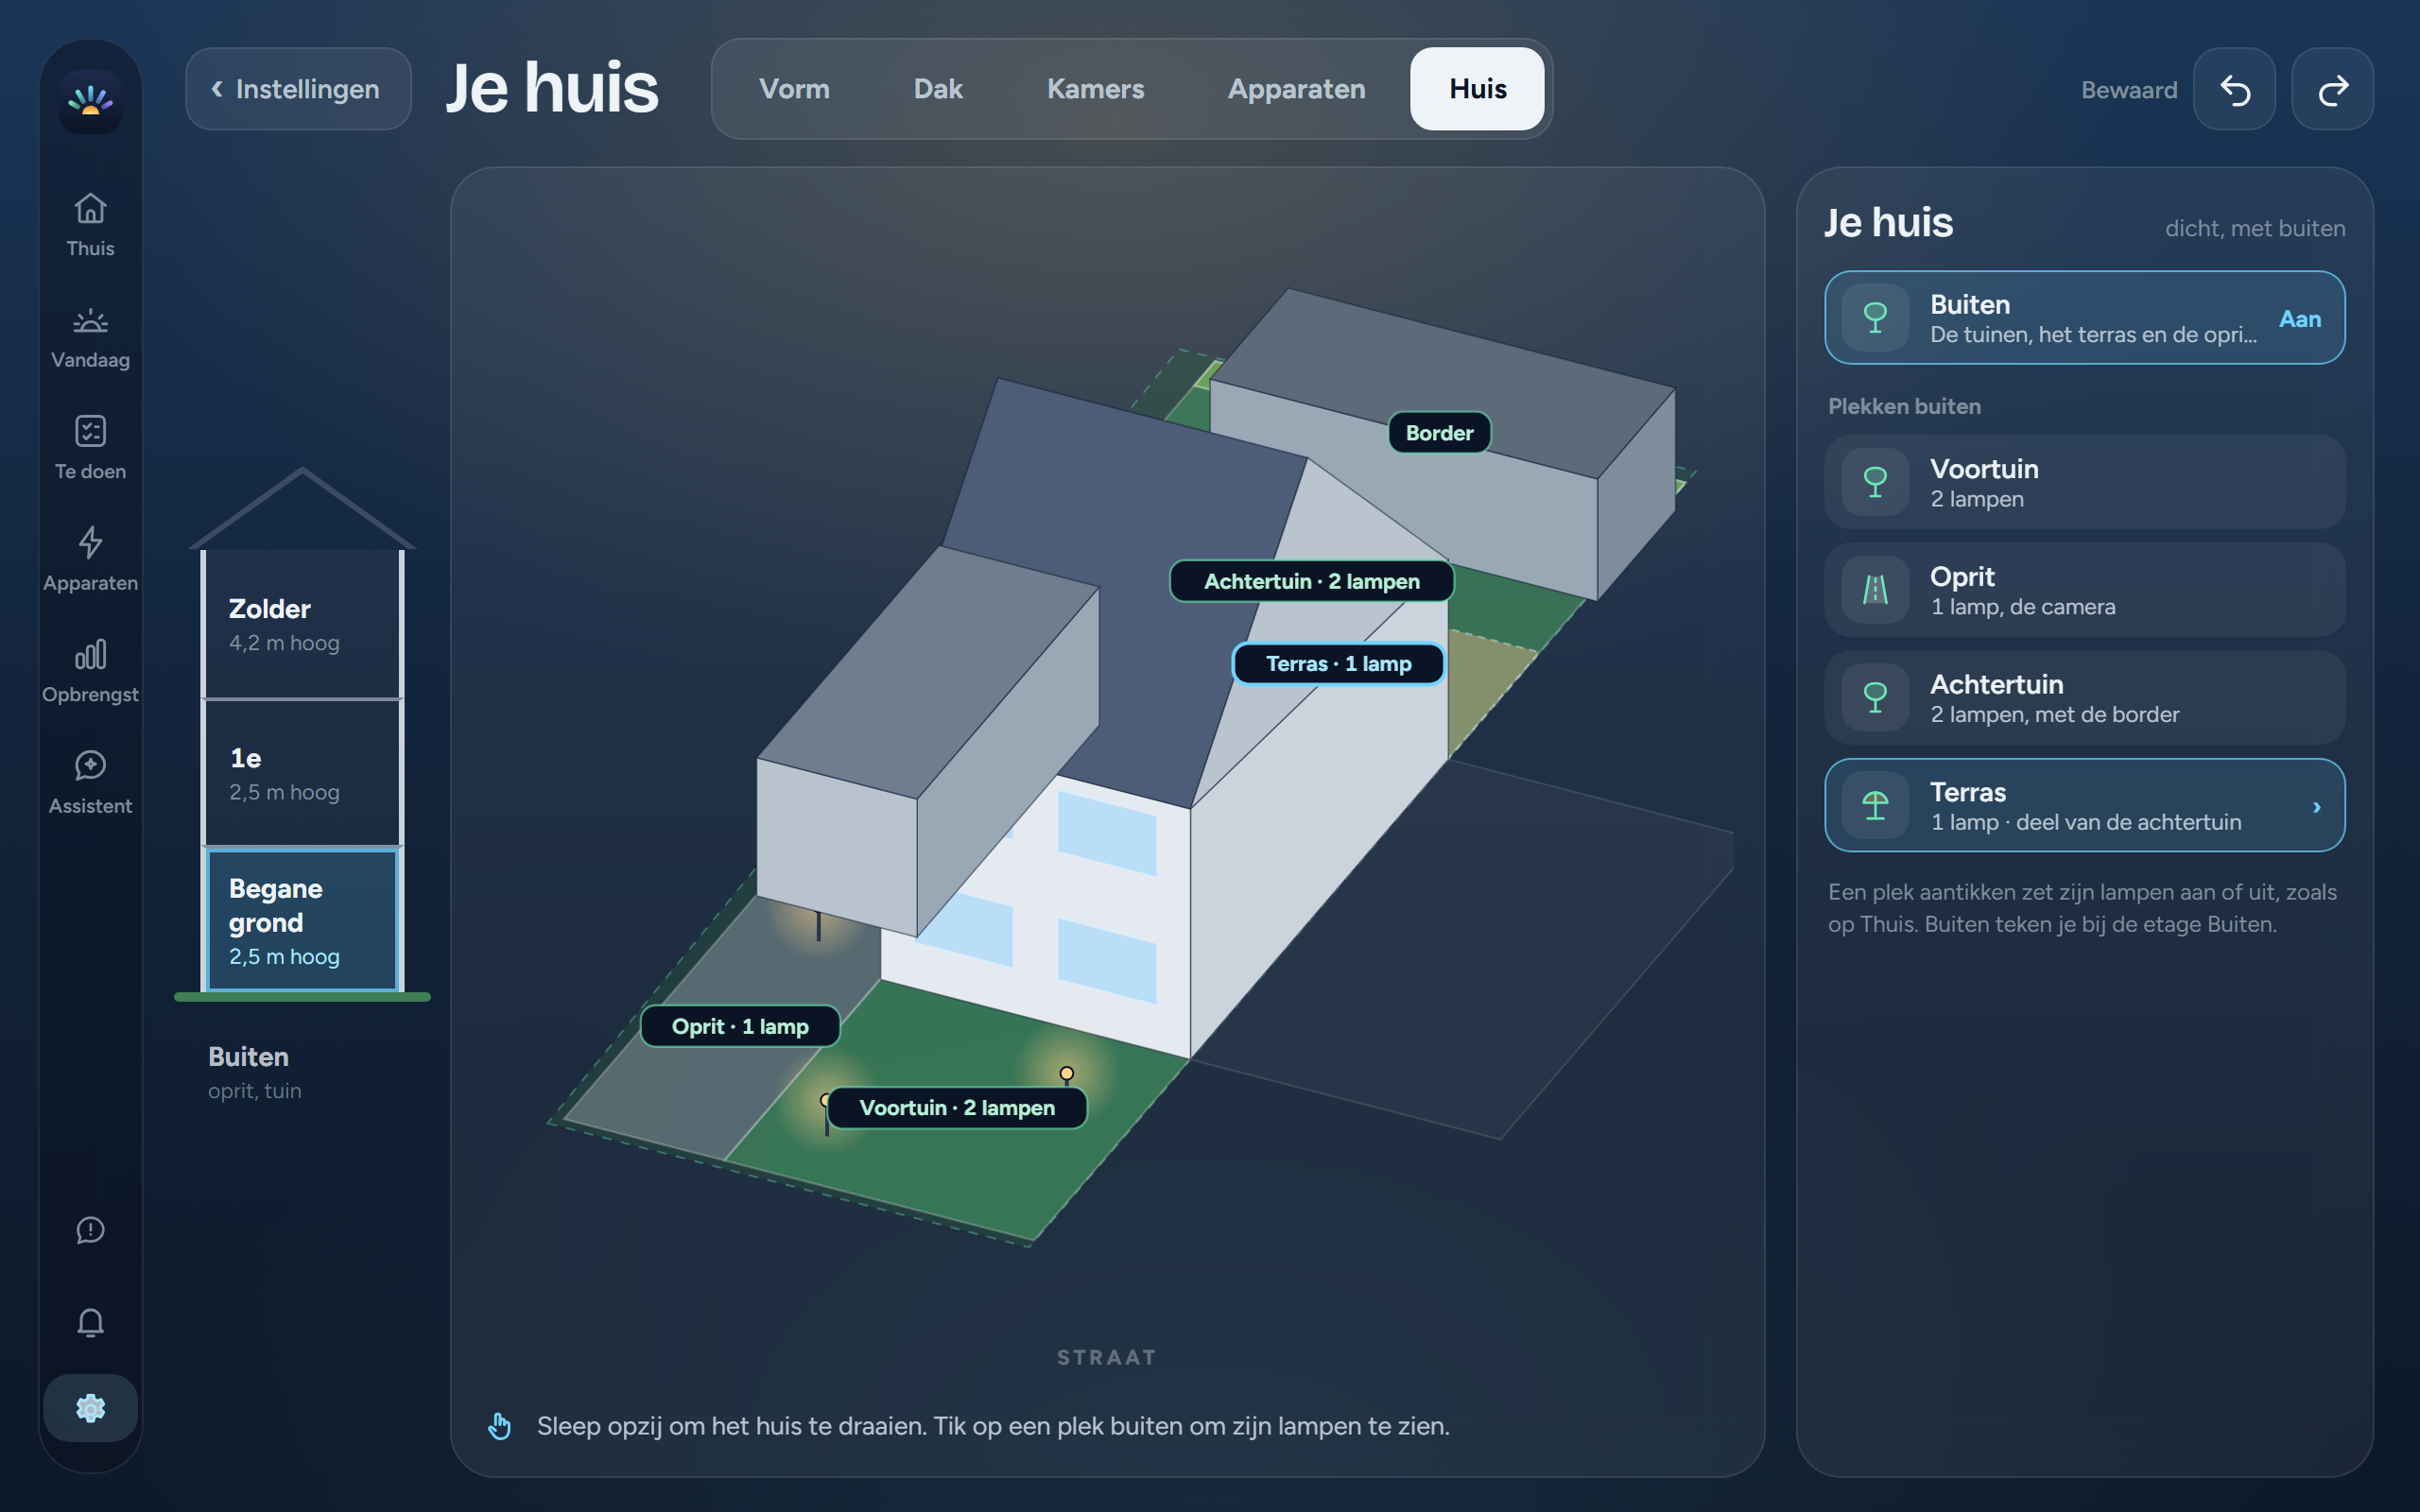 ‹ Instellingen
Je huis
Vorm
Dak
Kamers
Apparaten
Huis
Bewaard
Thuis
Vandaag
Te doen
Apparaten
Opbrengst
Assistent
Zolder
4,2 m hoog
1e
2,5 m hoog
Begane
grond
2,5 m hoog
Buiten
oprit, tuin
Border
Achtertuin · 2 lampen
Terras · 1 lamp
Oprit · 1 lamp
Voortuin · 2 lampen
STRAAT
Sleep opzij om het huis te draaien. Tik op een plek buiten om zijn lampen te zien.
Je huis
dicht, met buiten
Buiten
De tuinen, het terras en de opri...
Aan
Plekken buiten
Voortuin
2 lampen
Oprit
1 lamp, de camera
Achtertuin
2 lampen, met de border
Terras
1 lamp · deel van de achtertuin
›
Een plek aantikken zet zijn lampen aan of uit, zoals
op Thuis. Buiten teken je bij de etage Buiten.